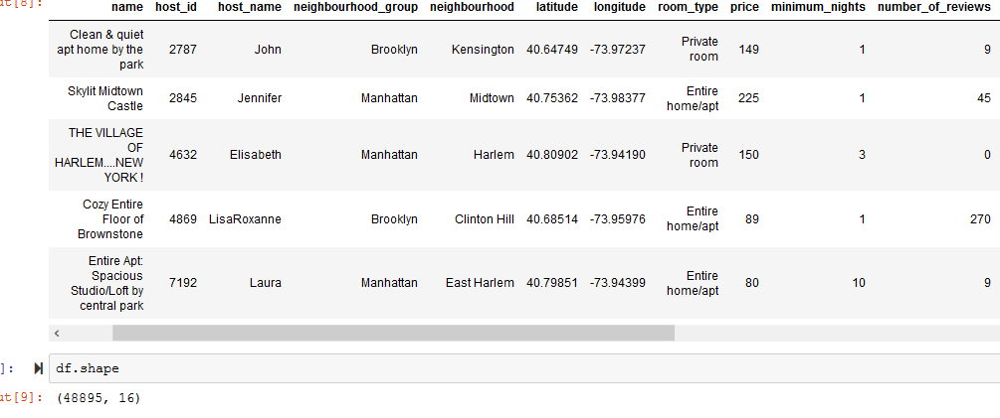 ut[8]:
name host_id host_name neighbourhood_group neighbourhood latitude longitude room_type price minimum_nights number_of_reviews
Clean & quiet
apt home by the
park
2787 John Brooklyn Kensington 40.64749 -73.97237 Private
room
149 1 9
Skylit Midtown
Castle
2845 Jennifer Manhattan Midtown 40.75362 -73.98377 Entire
home/apt
225 1 45
THE VILLAGE
OF
HARLEM....NEW
YORK !
4632 Elisabeth Manhattan Harlem 40.80902 -73.94190 Private
room
150 3 0
Cozy Entire
Floor of
Brownstone
4869 LisaRoxanne Brooklyn Clinton Hill 40.68514 -73.95976 Entire
home/apt
89 1 270
Entire Apt:
Spacious
Studio/Loft by
central park
7192 Laura Manhattan East Harlem 40.79851 -73.94399 Entire
home/apt
80 10 9
]: df.shape
ut[9]: (48895, 16)